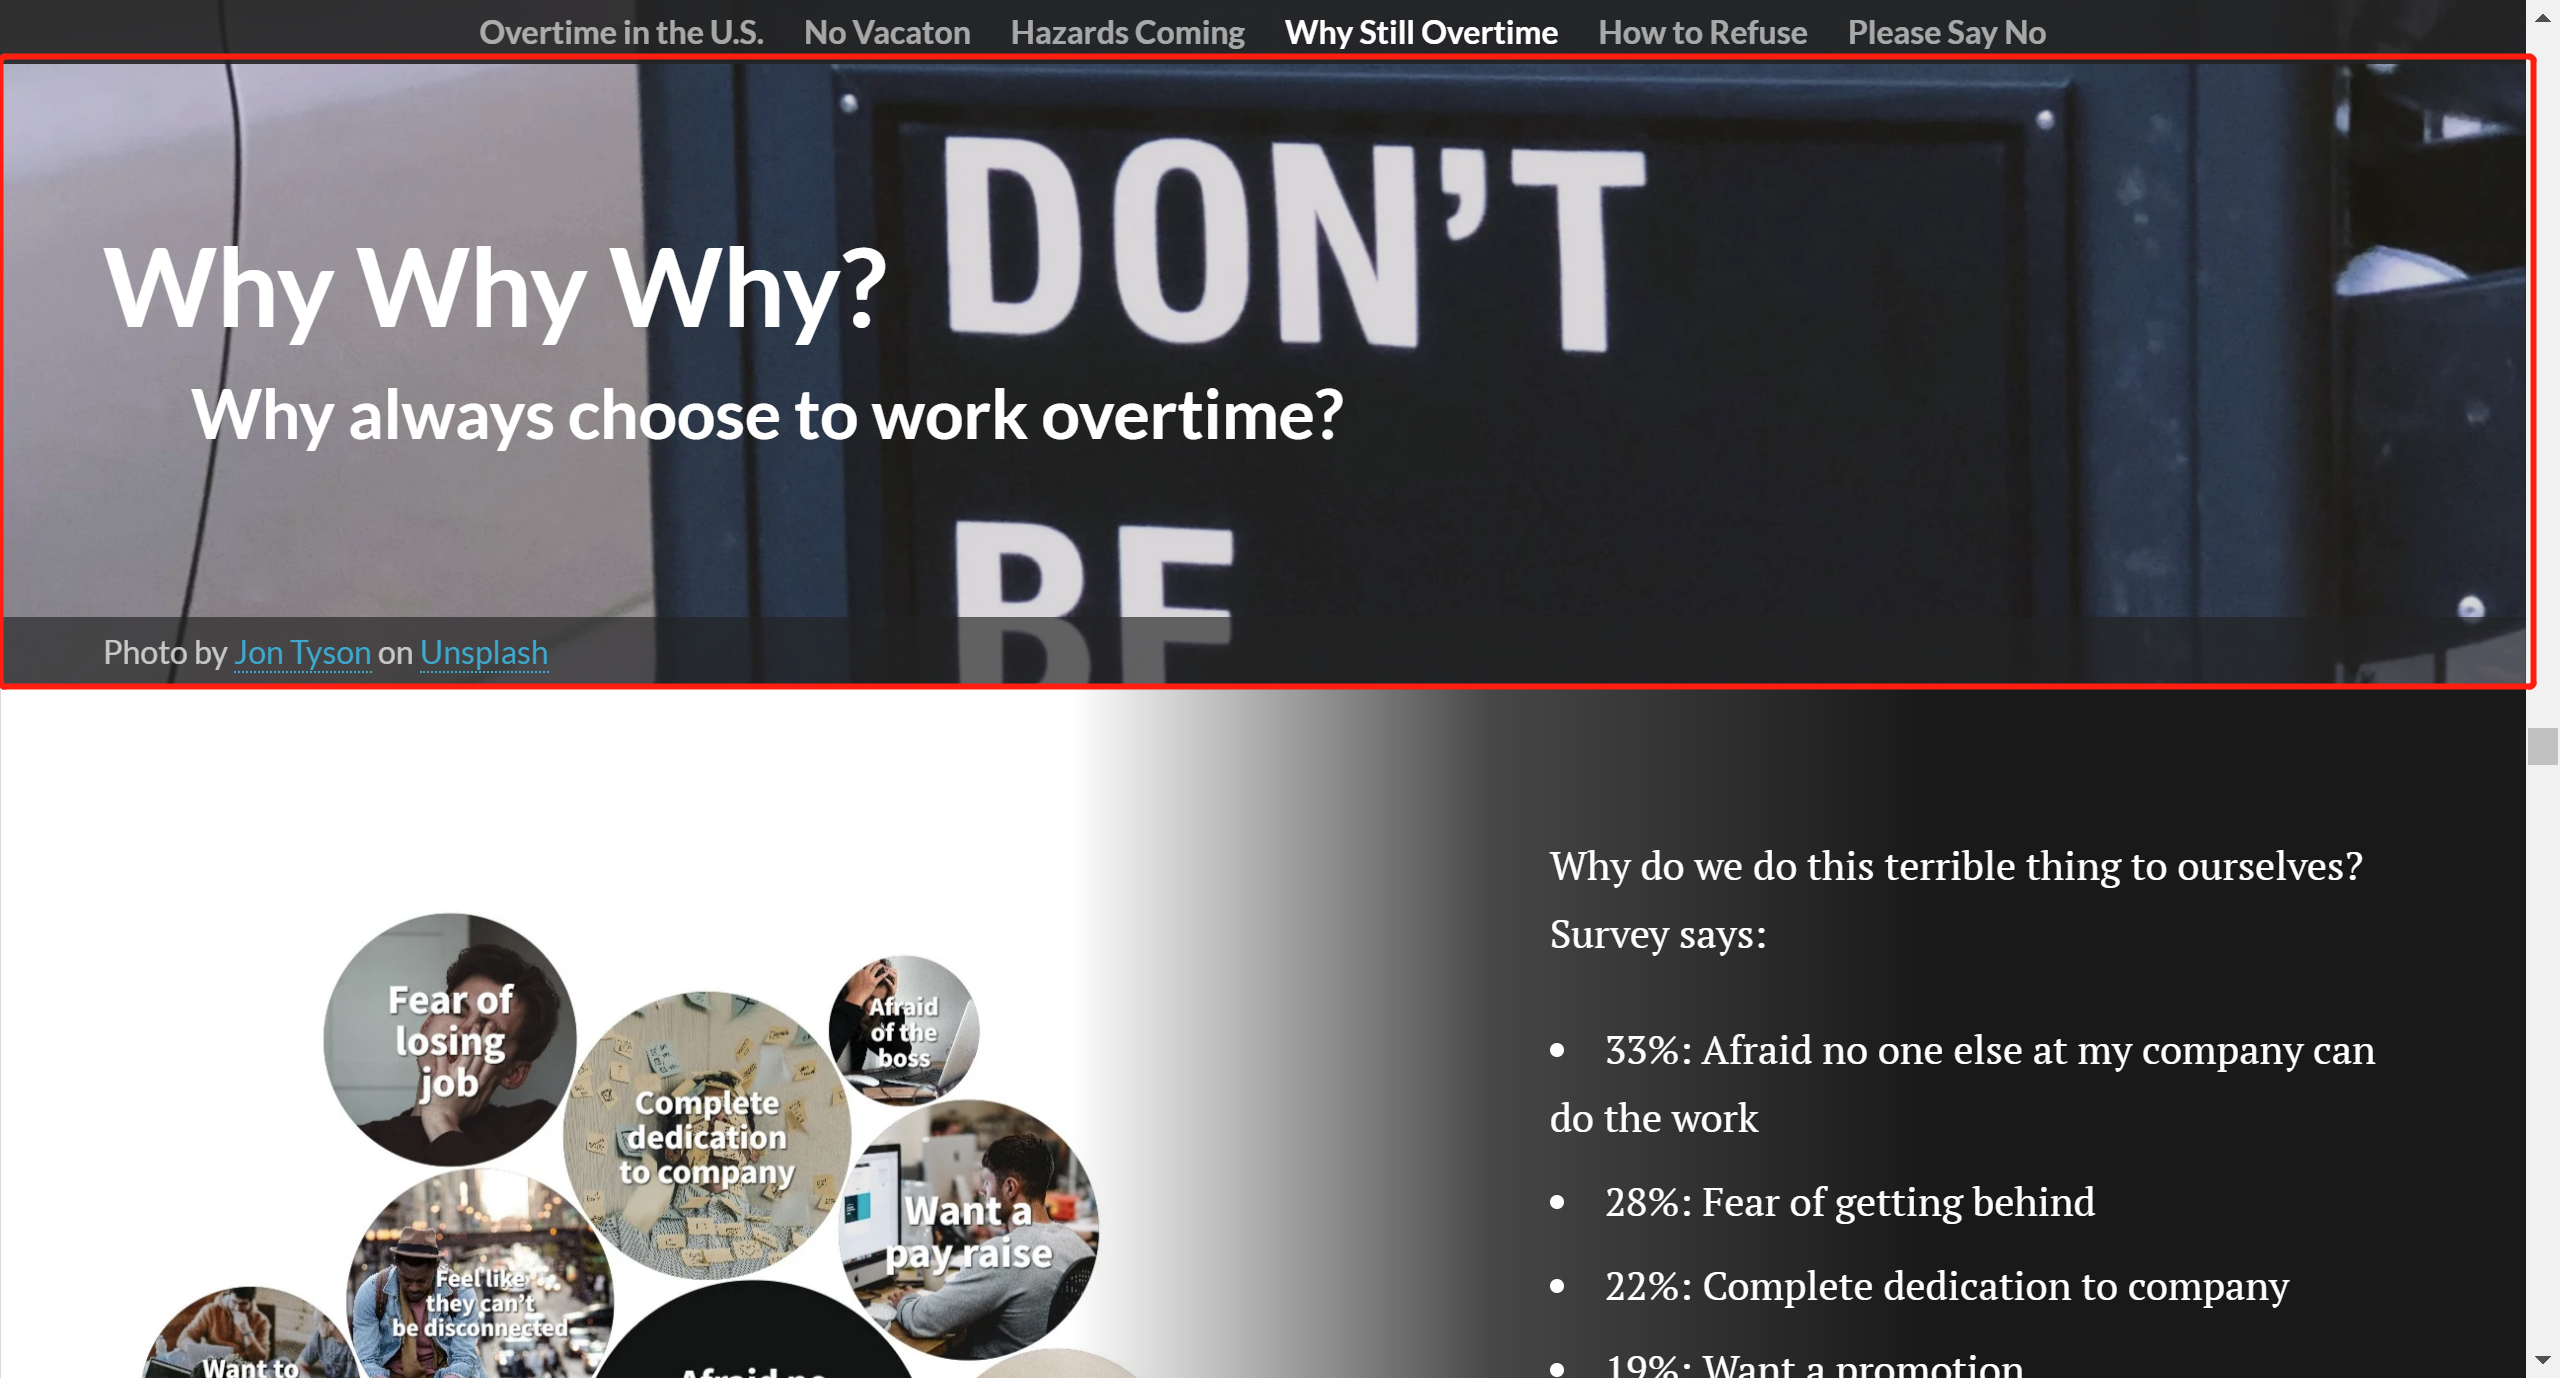 Overtime in the U.S. No Vacaton Hazards Coming Why Still Overtime How to Refuse Please Say No
DON'T
Why Why Why?
Why always choose to work overtime?
BE
Photo by Jon Tyson on Unsplash
Fear of
losing
job
Complete
dedication
to company
Afraid
of the
boss
Want a
pay raise
Feel like
they can't
be disconnected
Want to
Afraid no
Why do we do this terrible thing to ourselves?
Survey says:
• 33%: Afraid no one else at my company can
do the work
• 28%: Fear of getting behind
• 22%: Complete dedication to company
• 19%: Want a promotion